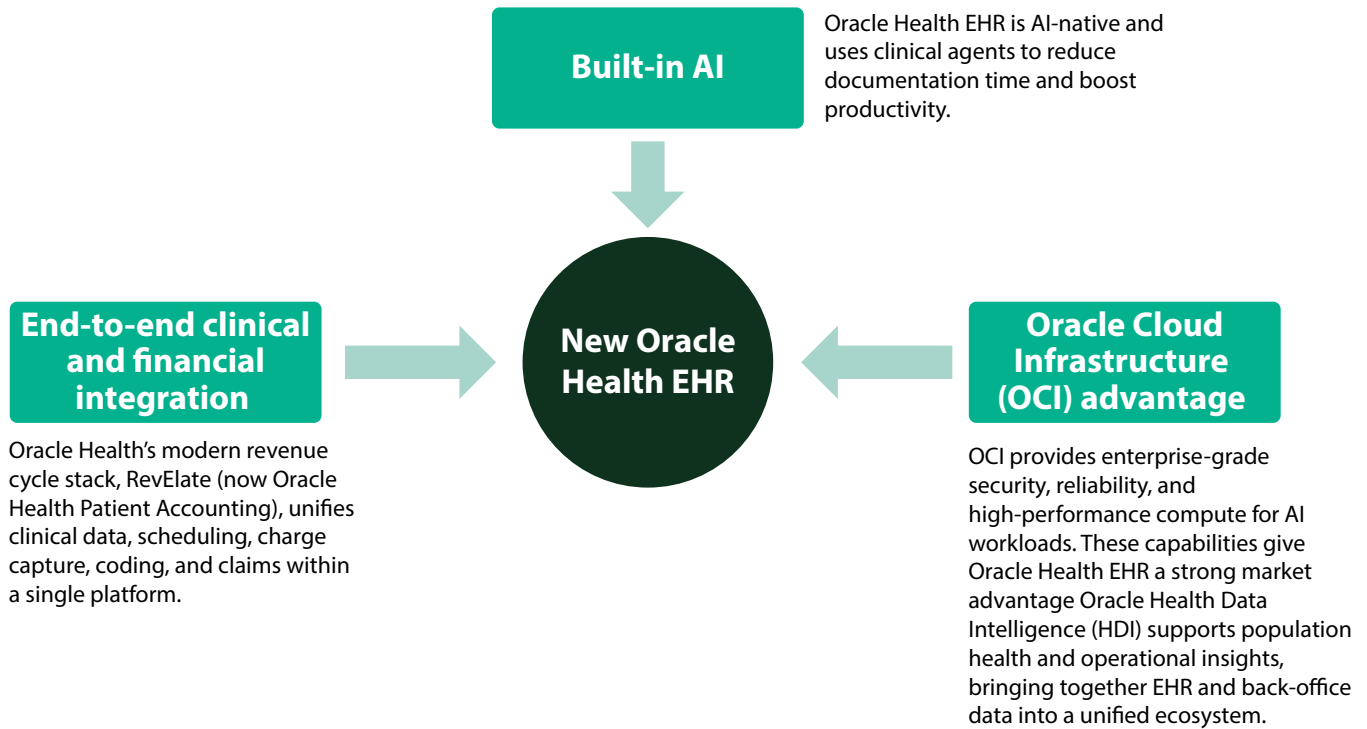 Built-in AI
Oracle Health EHR is AI-native and
uses clinical agents to reduce
documentation time and boost
productivity.
End-to-end clinical
and financial
integration
Oracle Health’s modern revenue
cycle stack, RevElate (now Oracle
Health Patient Accounting), unifies
clinical data, scheduling, charge
capture, coding, and claims within
a single platform.
New Oracle
Health EHR
Oracle Cloud
Infrastructure
(OCI) advantage
OCI provides enterprise-grade
security, reliability, and
high-performance compute for AI
workloads. These capabilities give
Oracle Health EHR a strong market
advantage Oracle Health Data
Intelligence (HDI) supports population
health and operational insights,
bringing together EHR and back-office
data into a unified ecosystem.